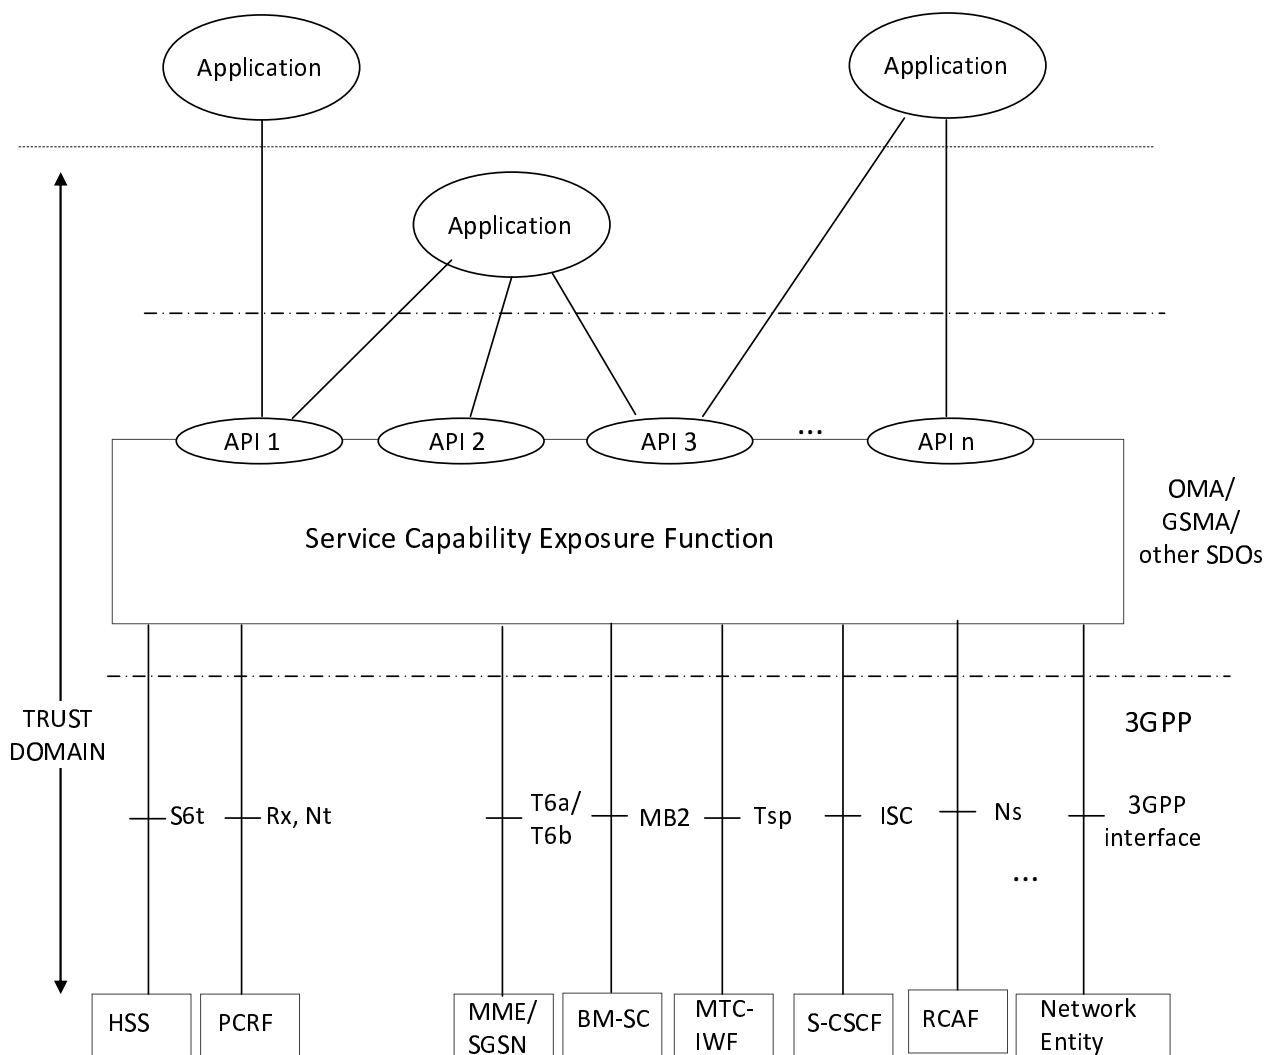 Application
Application
Application
API 1
API 2
API 3
...
API n
Service Capability Exposure Function
OMA/
GSMA/
other SDOs
TRUST
DOMAIN
3GPP
S6t
Rx, Nt
T6a/
T6b
MB2
Tsp
ISC
Ns
3GPP
interface
...
HSS
PCRF
MME/
SGSN
BM-SC
MTC-
IWF
S-CSCF
RCAF
Network
Entity